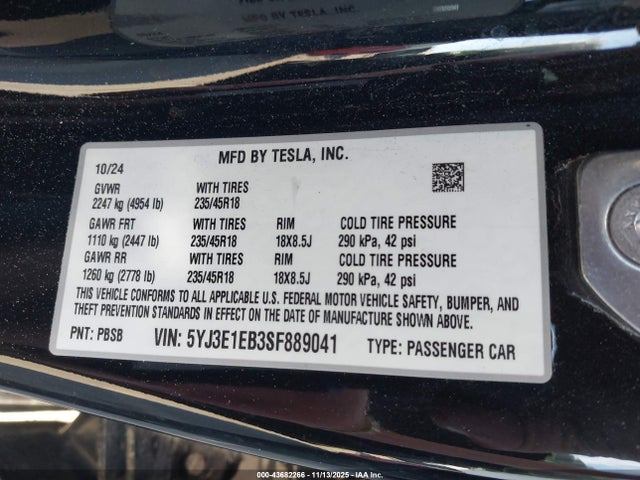 MFD BY TESLA, INC.
10/24
GVWR WITH TIRES
2247 kg (4954 lb) 235/45R18
GAWR FRT WITH TIRES RIM COLD TIRE PRESSURE
1110 kg (2447 lb) 235/45R18 18X8.5J 290 kPa, 42 psi
GAWR RR WITH TIRES RIM COLD TIRE PRESSURE
1260 kg (2778 lb) 235/45R18 18X8.5J 290 kPa, 42 psi
THIS VEHICLE CONFORMS TO ALL APPLICABLE U.S. FEDERAL MOTOR VEHICLE SAFETY, BUMPER, AND
THEFT PREVENTION STANDARDS IN EFFECT ON THE DATE OF MANUFACTURE SHOWN ABOVE.
PNT: PBSB VIN: 5YJ3E1EB3SF889041 TYPE: PASSENGER CAR
000-43682266 - 11/13/2025 - IAA Inc.